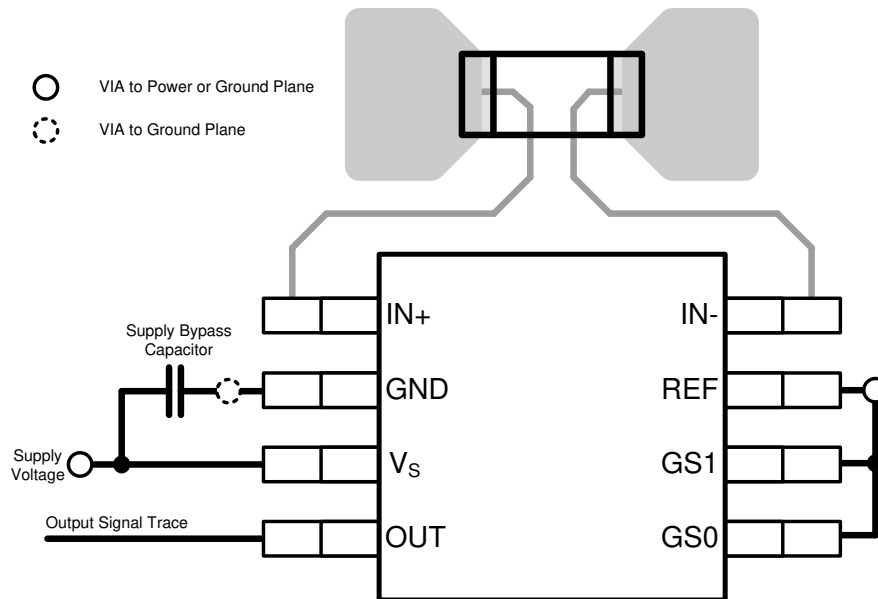 VIA to Power or Ground Plane
VIA to Ground Plane
IN+
IN-
Supply Bypass
Capacitor
GND
REF
Supply
Voltage
VS
GS1
Output Signal Trace
OUT
GS0